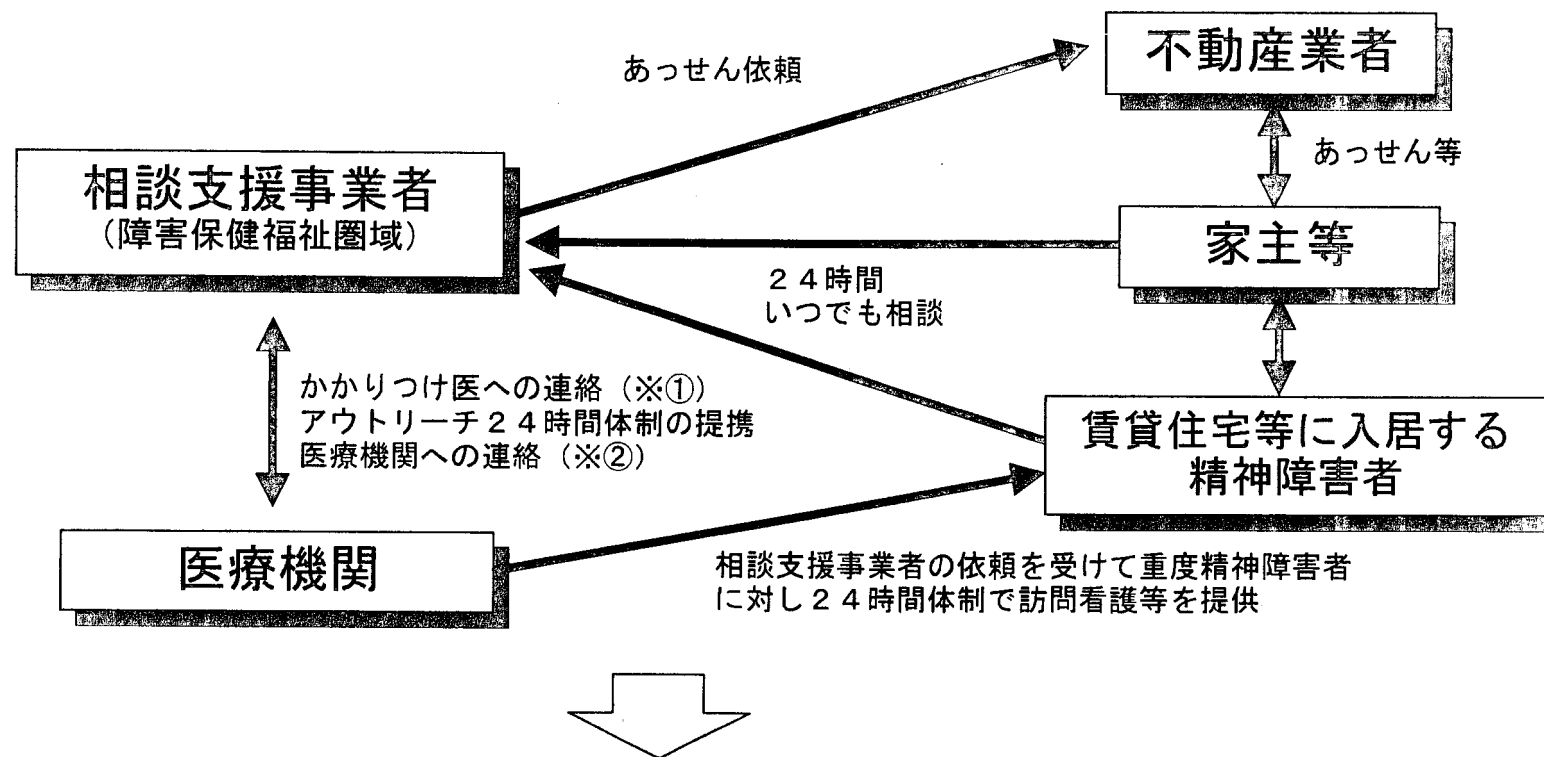 不動産業者
あっせん依頼
あっせん等
相談支援事業者
（障害保健福祉圏域）
家主等
２４時間
いつでも相談
かかりつけ医への連絡（※①）
アウトリーチ２４時間体制の提携
医療機関への連絡（※②）
賃貸住宅等に入居する
精神障害者
医療機関
相談支援事業者の依頼を受けて重度精神障害者
に対し２４時間体制で訪問看護等を提供